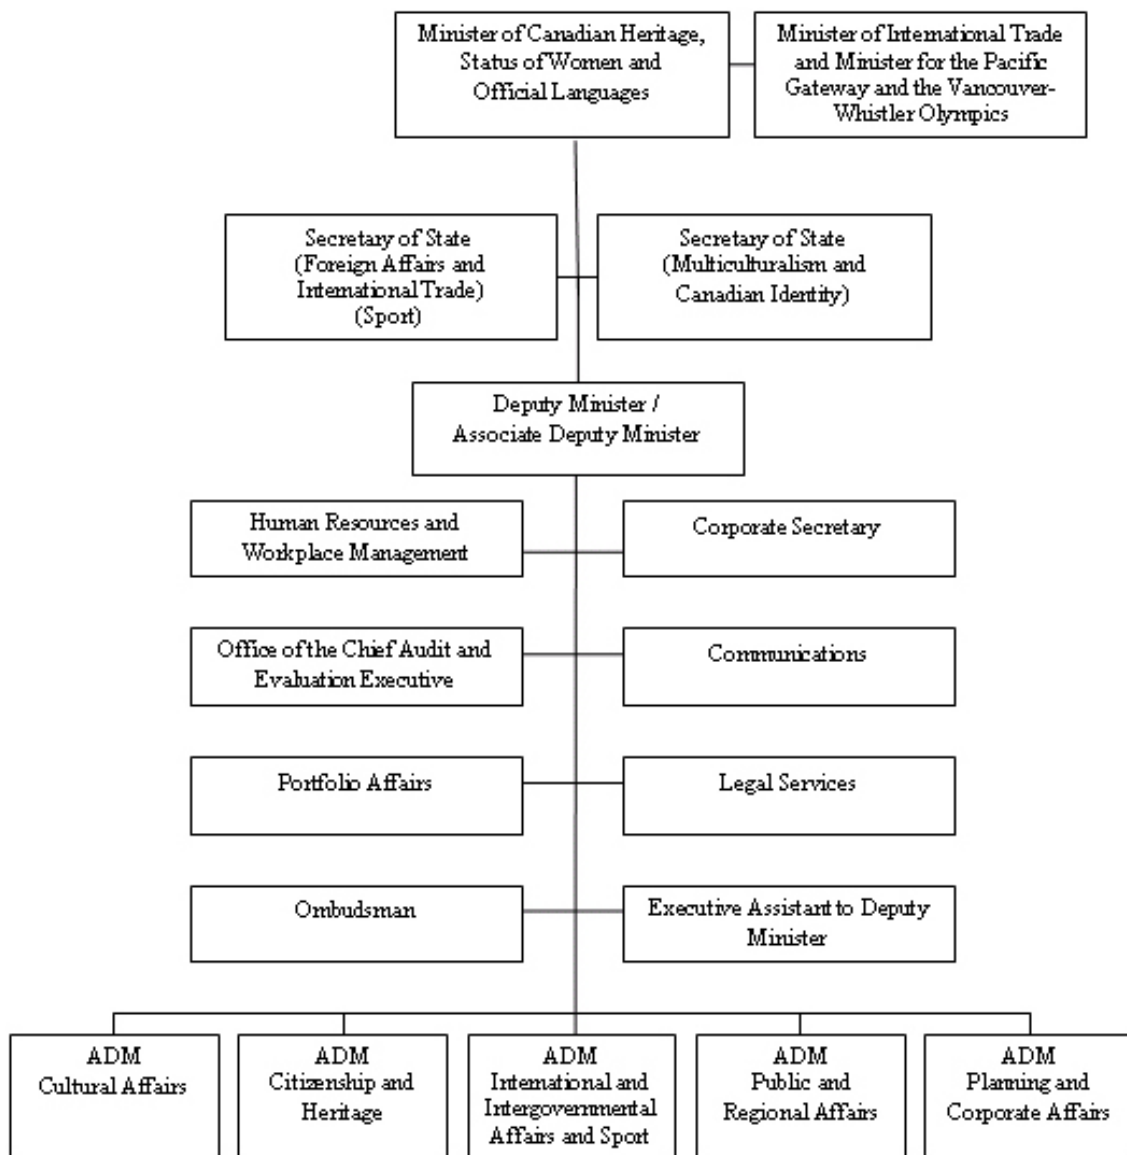 Minister of Canadian Heritage,
Status of Women and
Official Languages
Minister of International Trade
and Minister for the Pacific
Gateway and the Vancouver-
Whistler Olympics
Secretary of State
(Foreign Affairs and
International Trade)
(Sport)
Secretary of State
(Multiculturalism and
Canadian Identity)
Deputy Minister /
Associate Deputy Minister
Human Resources and
Workplace Management
Corporate Secretary
Office of the Chief Audit and
Evaluation Executive
Communications
Portfolio Affairs
Legal Services
Ombudsman
Executive Assistant to Deputy
Minister
ADM
Cultural Affairs
ADM
Citizenship and
Heritage
ADM
International and
Intergovernmental
Affairs and Sport
ADM
Public and
Regional Affairs
ADM
Planning and
Corporate Affairs